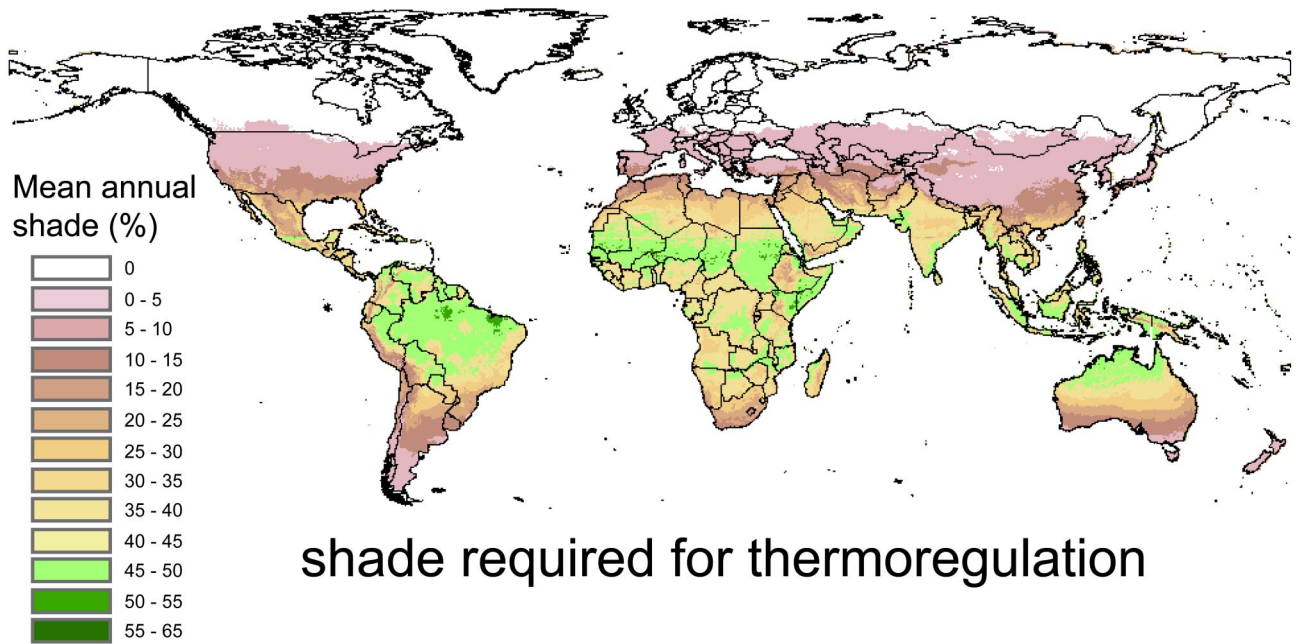 Mean annual
shade (%)
0
0 - 5
5 - 10
10 - 15
15 - 20
20 - 25
25 - 30
30 - 35
35 - 40
40 - 45
45 - 50
50 - 55
55 - 65
shade required for thermoregulation